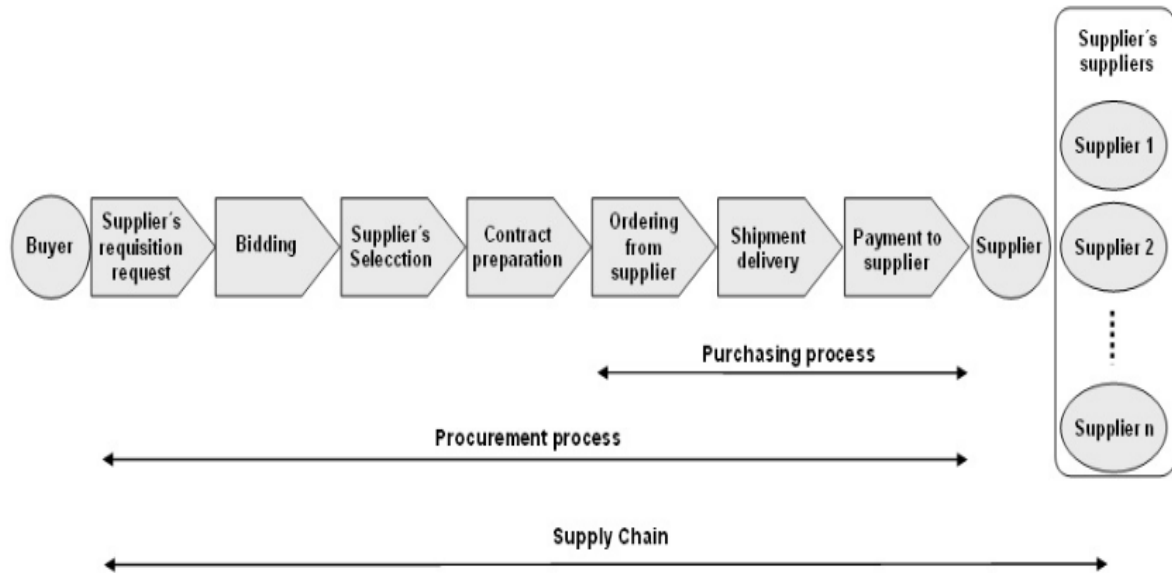 Supplier´s
suppliers
Supplier 1
Buyer
Supplier´s
requisition
request
Bidding
Supplier´s
Selecction
Contract
preparation
Ordering
from
supplier
Shipment
delivery
Payment to
supplier
Supplier
Supplier 2
Supplier n
Purchasing process
Procurement process
Supply Chain